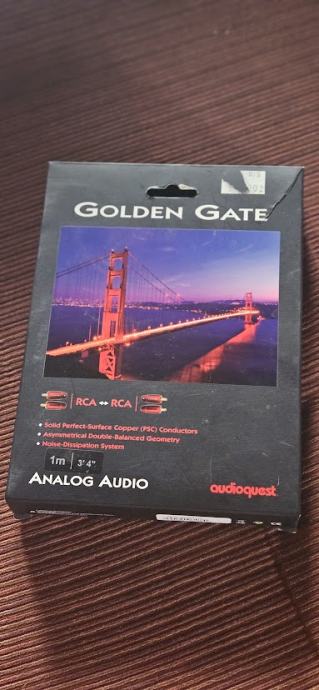 GOLDEN GATE
RCA ↔ RCA
• Solid Perfect-Surface Copper (PSC) Conductors
• Asymmetrical Double-Balanced Geometry
• Noise-Dissipation System
1m 3' 4"
ANALOG AUDIO
audioquest